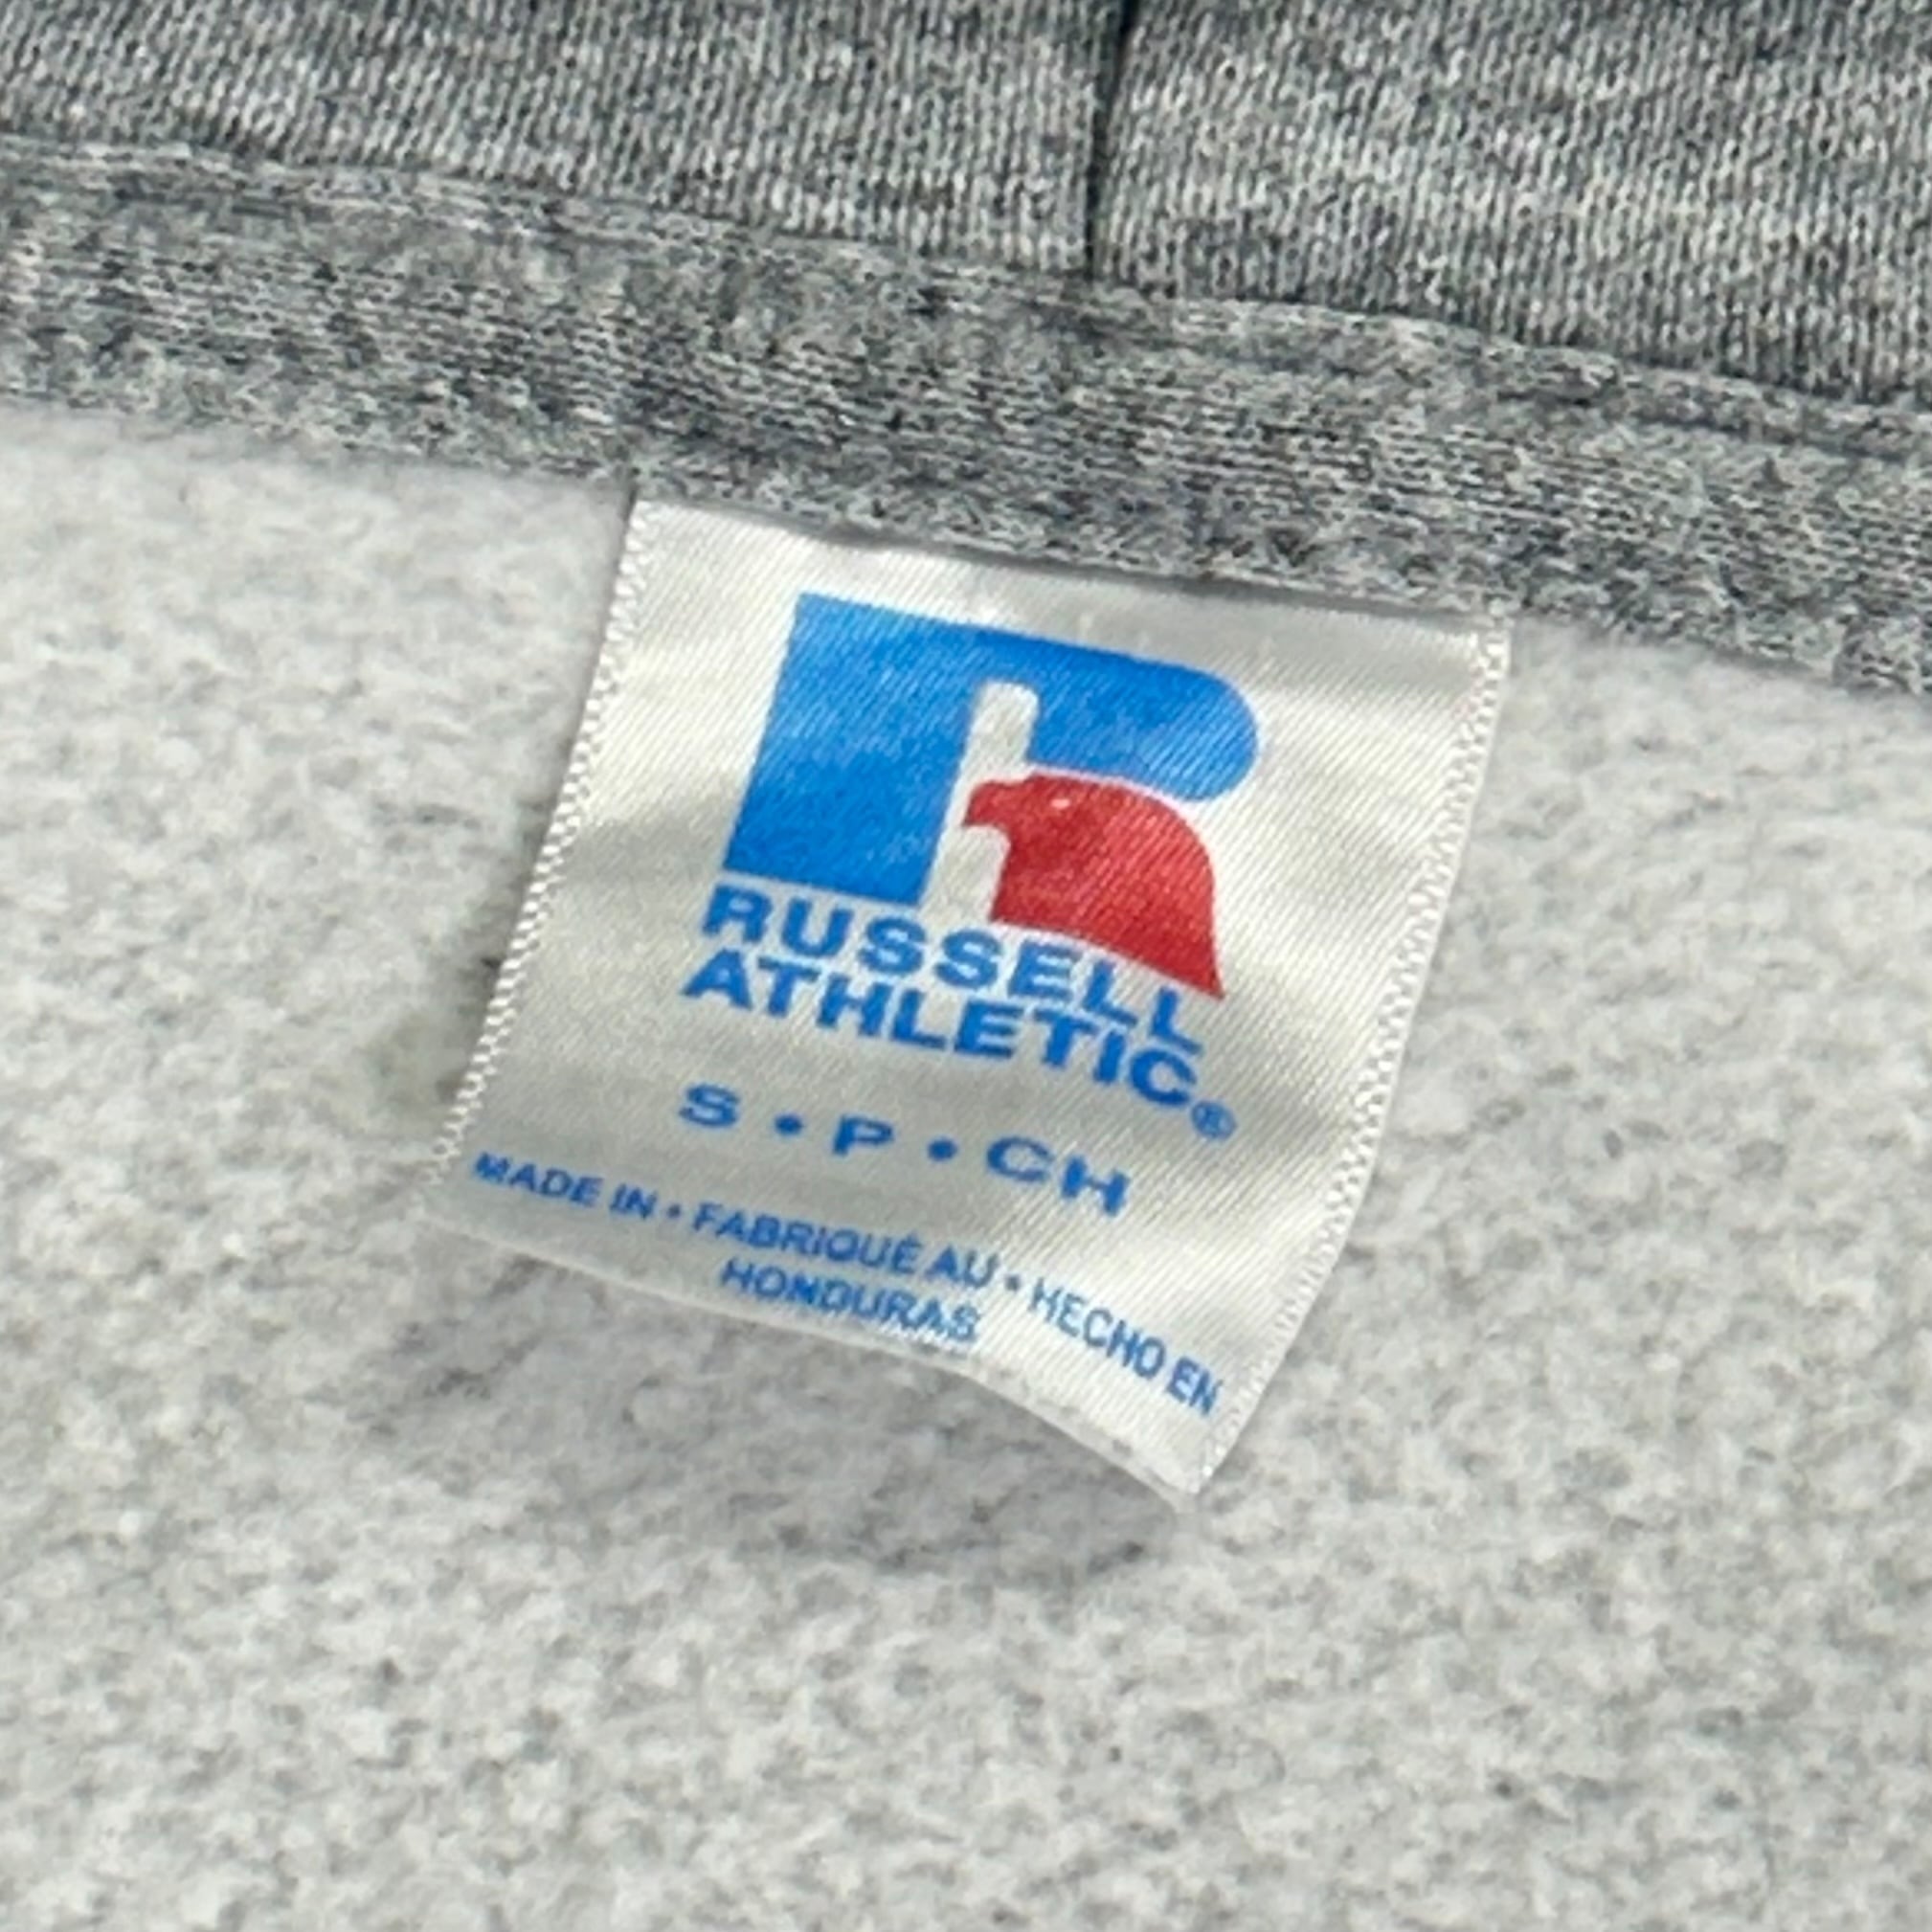 RUSSELL
ATHLETIC®
S • P • CH
MADE IN • FABRIQUÉ AU • HECHO EN
HONDURAS